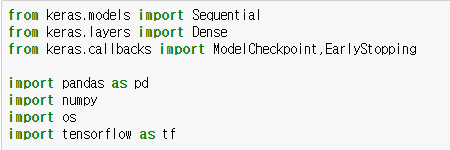 from keras.models import Sequential
from keras.layers import Dense
from keras.callbacks import ModelCheckpoint,EarlyStopping
import pandas as pd
import numpy
import os
import tensorflow as tf